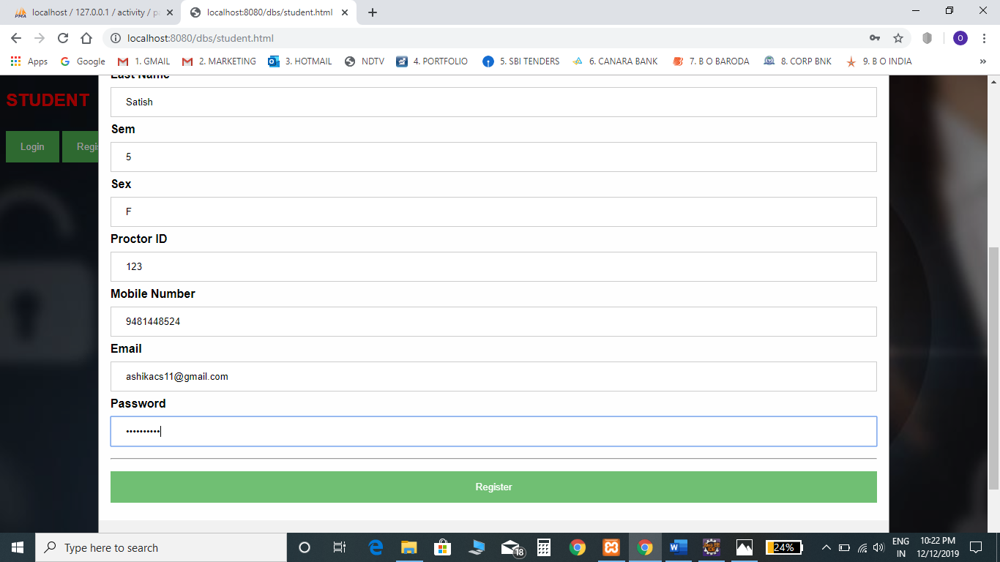 localhost / 127.0.0.1 / activity / p
localhost:8080/dbs/student.html
localhost:8080/dbs/student.html
O
Apps Google 1. GMAIL 2. MARKETING 3. HOTMAIL NDTV 4. PORTFOLIO 5. SBI TENDERS 6. CANARA BANK 7. B O BARODA 8. CORP BNK 9. B O INDIA »
STUDENT
Login Regi
Last Name
Satish
Sem
5
Sex
F
Proctor ID
123
Mobile Number
9481448524
Email
ashikacs11@gmail.com
Password
••••••••••
Register
Type here to search
18
24%
ENG
IN
10:22 PM
12/12/2019